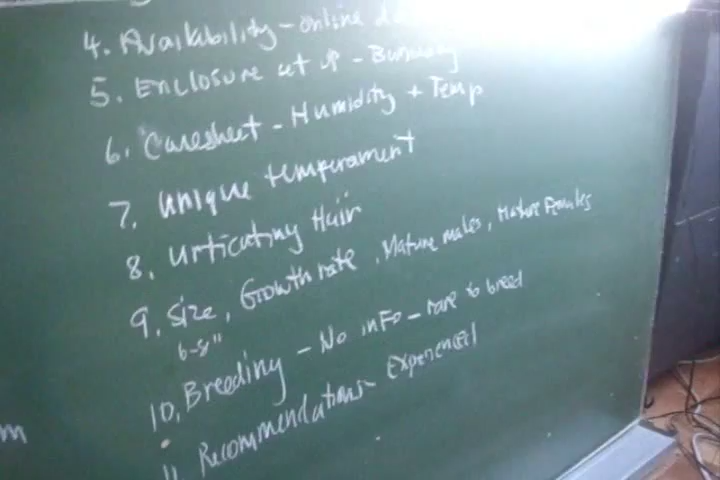 4. Availability - online
5. Enclosure set up - Burrowing
6. Caresheet - Humidity + Temp
7. Unique temperament
8. Urticating Hair
9. Size, Growth rate, Mature males, Mature Females
6-8"
10. Breeding - No info - rare to breed
11 Recommendations - Experienced
m